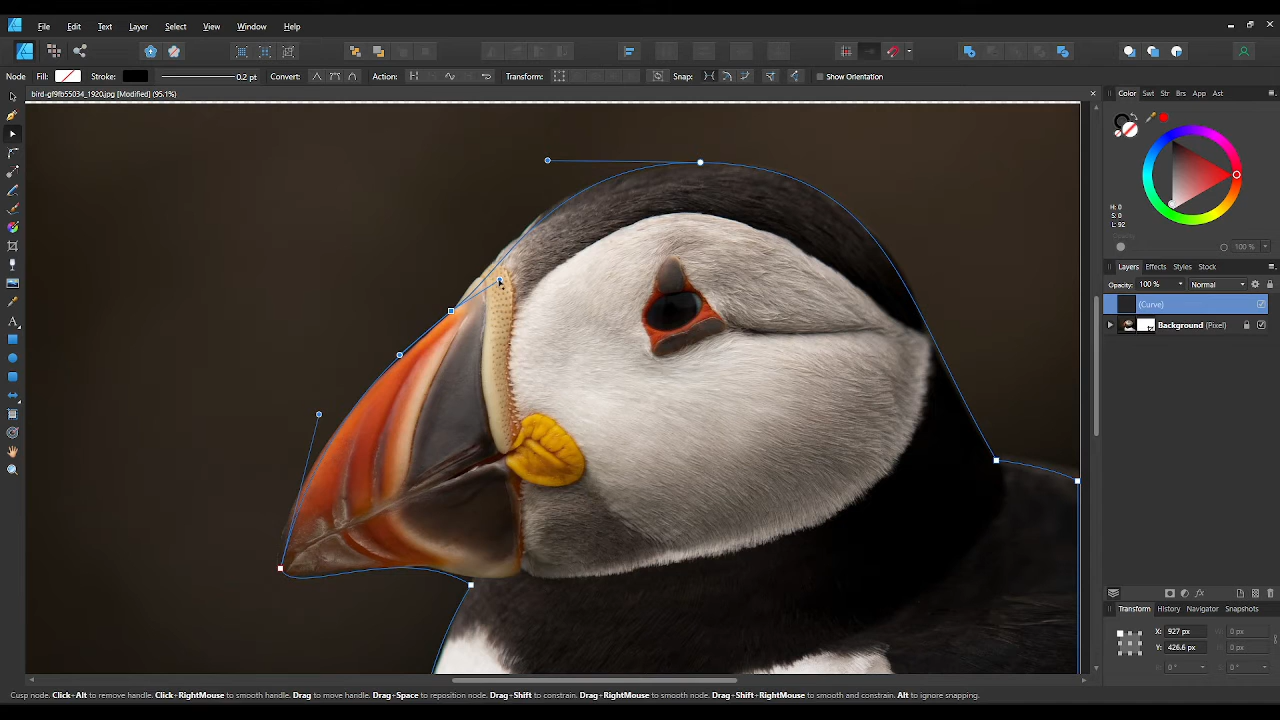 File Edit Text Layer Select View Window Help
Node Fill: Stroke: 0.2 pt Convert: Action: Transform: Snap: Show Orientation
bird-gf9fb55034_1920.jpg [Modified] (95.1%)
Color Swt Str Brs App Ast
H: 0
S: 0
L: 92
100 %
Layers Effects Styles Stock
Opacity: 100 % Normal
(Curve)
Background (Pixel)
Transform History Navigator Snapshots
X: 927 px W: 0 px
Y: 426.6 px H: 0 px
0 ° 0 °
Cusp node. Click+Alt to remove handle. Click+RightMouse to smooth handle. Drag to move handle. Drag+Space to reposition node. Drag+Shift to constrain. Drag+RightMouse to smooth node. Drag+Shift+RightMouse to smooth and constrain. Alt to ignore snapping.